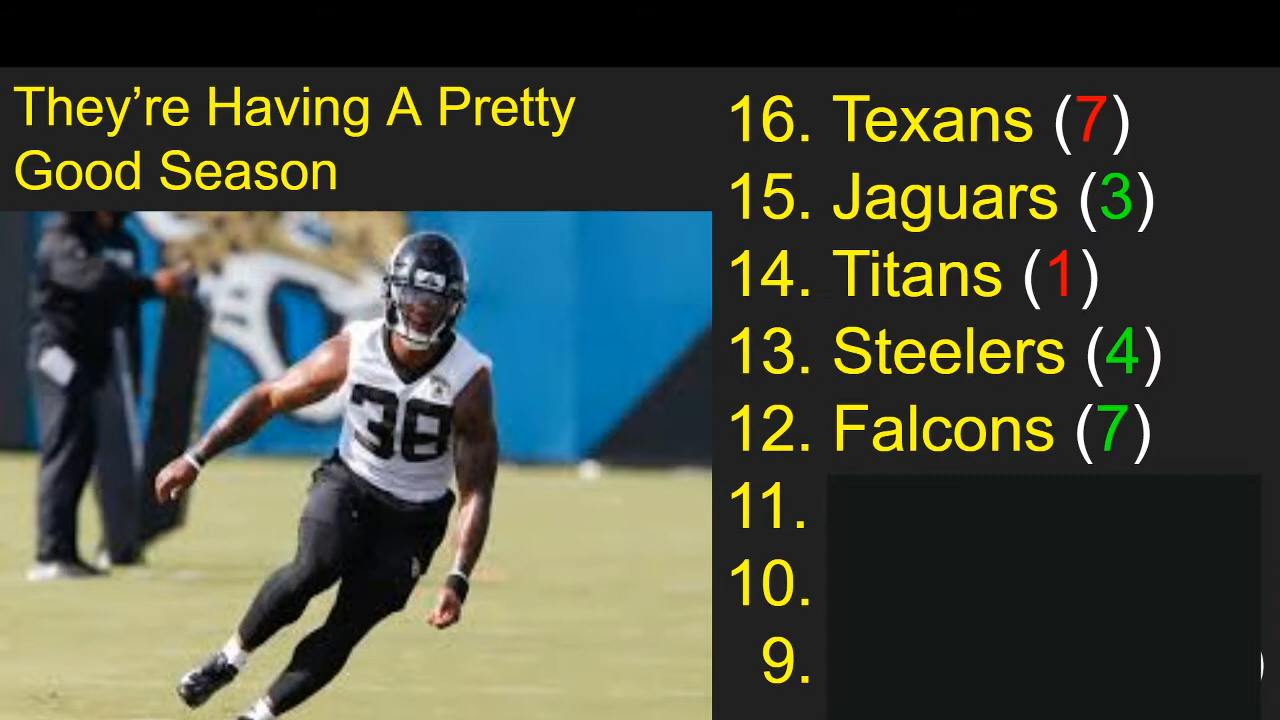 They’re Having A Pretty
Good Season
16. Texans (7)
15. Jaguars (3)
14. Titans (1)
13. Steelers (4)
12. Falcons (7)
11.
10.
9.
38